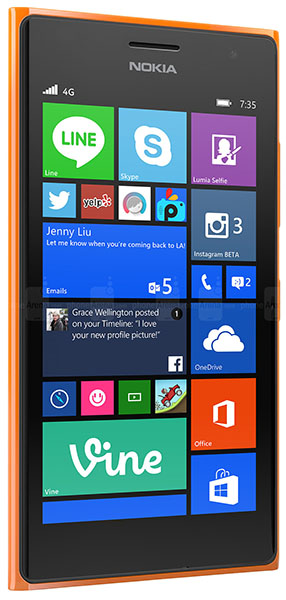 NOKIA
4G
7:35
LINE
Line
S
Skype
Lumia Selfie
yelp
P
3
Instagram BETA
Jenny Liu
Let me know when you're coming back to LA!
Emails
5
2
Grace Wellington posted
on your Timeline: "I love
your new profile picture!"
1
f
OneDrive
Office
Vine
Vine